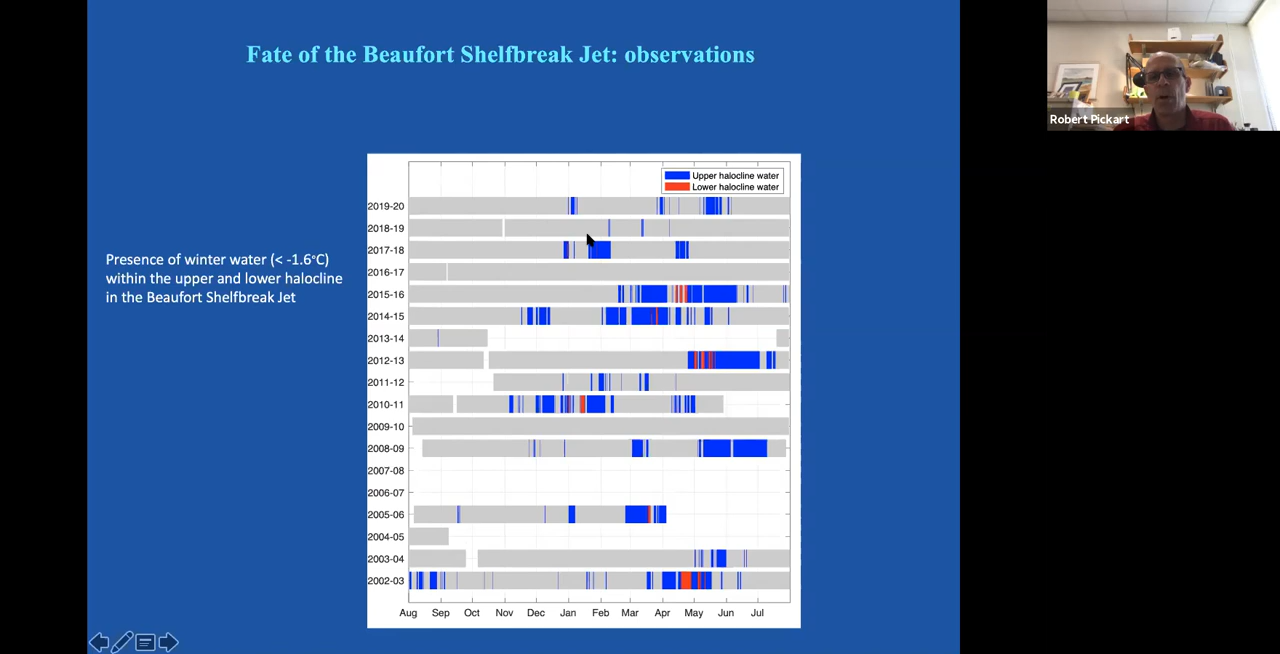 Fate of the Beaufort Shelfbreak Jet: observations
Robert Pickart
Presence of winter water (< -1.6°C)
within the upper and lower halocline
in the Beaufort Shelfbreak Jet
Upper halocline water
Lower halocline water
2019-20
2018-19
2017-18
2016-17
2015-16
2014-15
2013-14
2012-13
2011-12
2010-11
2009-10
2008-09
2007-08
2006-07
2005-06
2004-05
2003-04
2002-03
Aug Sep Oct Nov Dec Jan Feb Mar Apr May Jun Jul